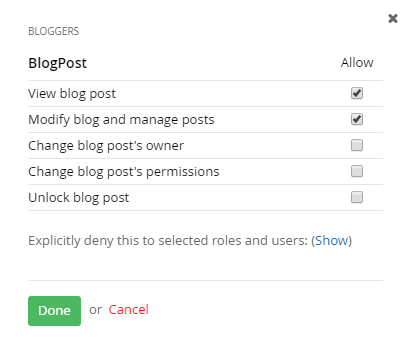 BLOGGERS
BlogPost Allow
View blog post
Modify blog and manage posts
Change blog post's owner
Change blog post's permissions
Unlock blog post
Explicitly deny this to selected roles and users: (Show)
Done or Cancel